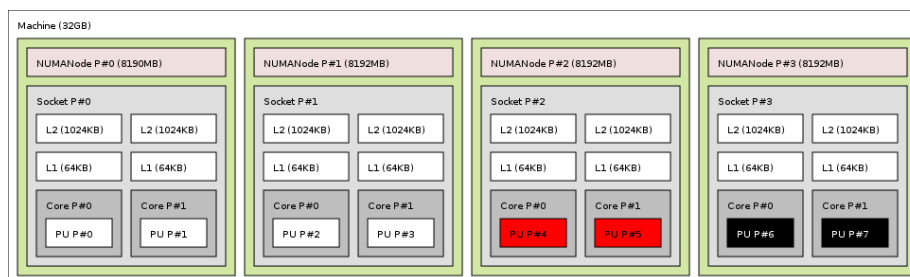 Machine (32GB)
NUMANode P#0 (8190MB) NUMANode P#1 (8192MB) NUMANode P#2 (8192MB) NUMANode P#3 (8192MB)
Socket P#0 Socket P#1 Socket P#2 Socket P#3
L2 (1024KB) L2 (1024KB) L2 (1024KB) L2 (1024KB) L2 (1024KB) L2 (1024KB) L2 (1024KB) L2 (1024KB)
L1 (64KB) L1 (64KB) L1 (64KB) L1 (64KB) L1 (64KB) L1 (64KB) L1 (64KB) L1 (64KB)
Core P#0 Core P#1 Core P#0 Core P#1 Core P#0 Core P#1 Core P#0 Core P#1
PU P#0 PU P#1 PU P#2 PU P#3 PU P#4 PU P#5 PU P#6 PU P#7